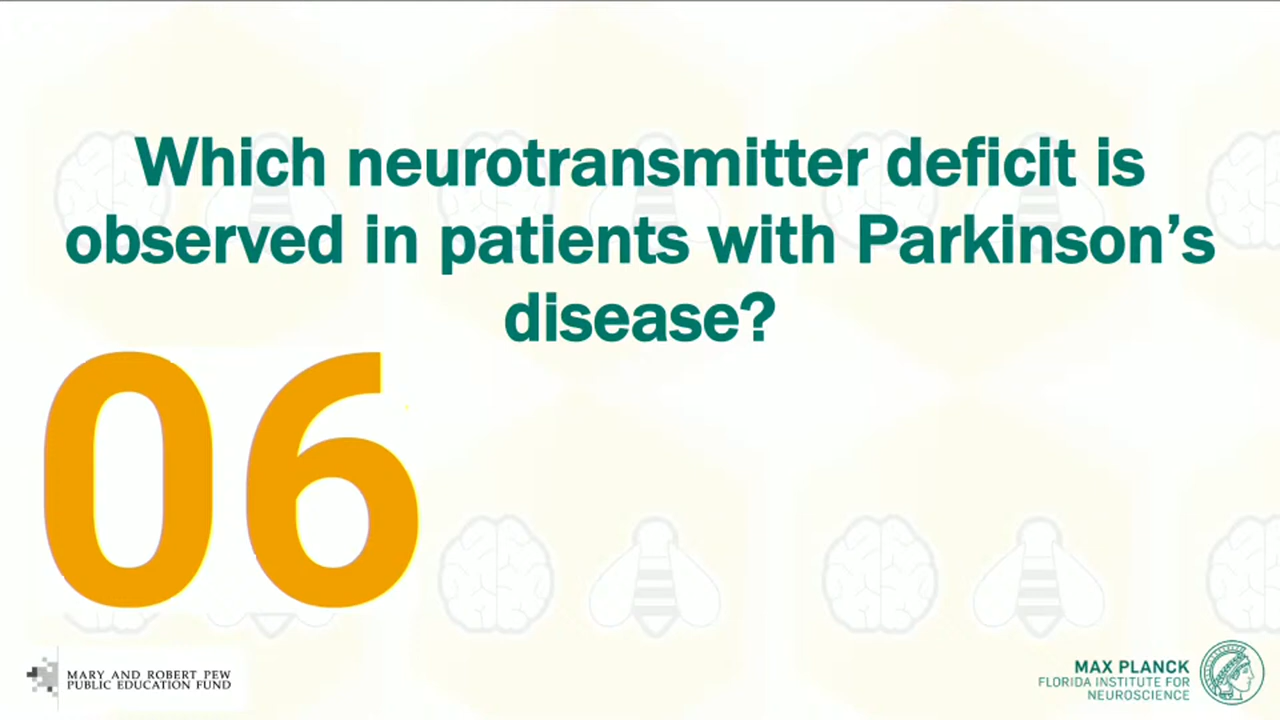 Which neurotransmitter deficit is
observed in patients with Parkinson’s
disease?
06
MARY AND ROBERT PEW
PUBLIC EDUCATION FUND
MAX PLANCK
FLORIDA INSTITUTE FOR
NEUROSCIENCE